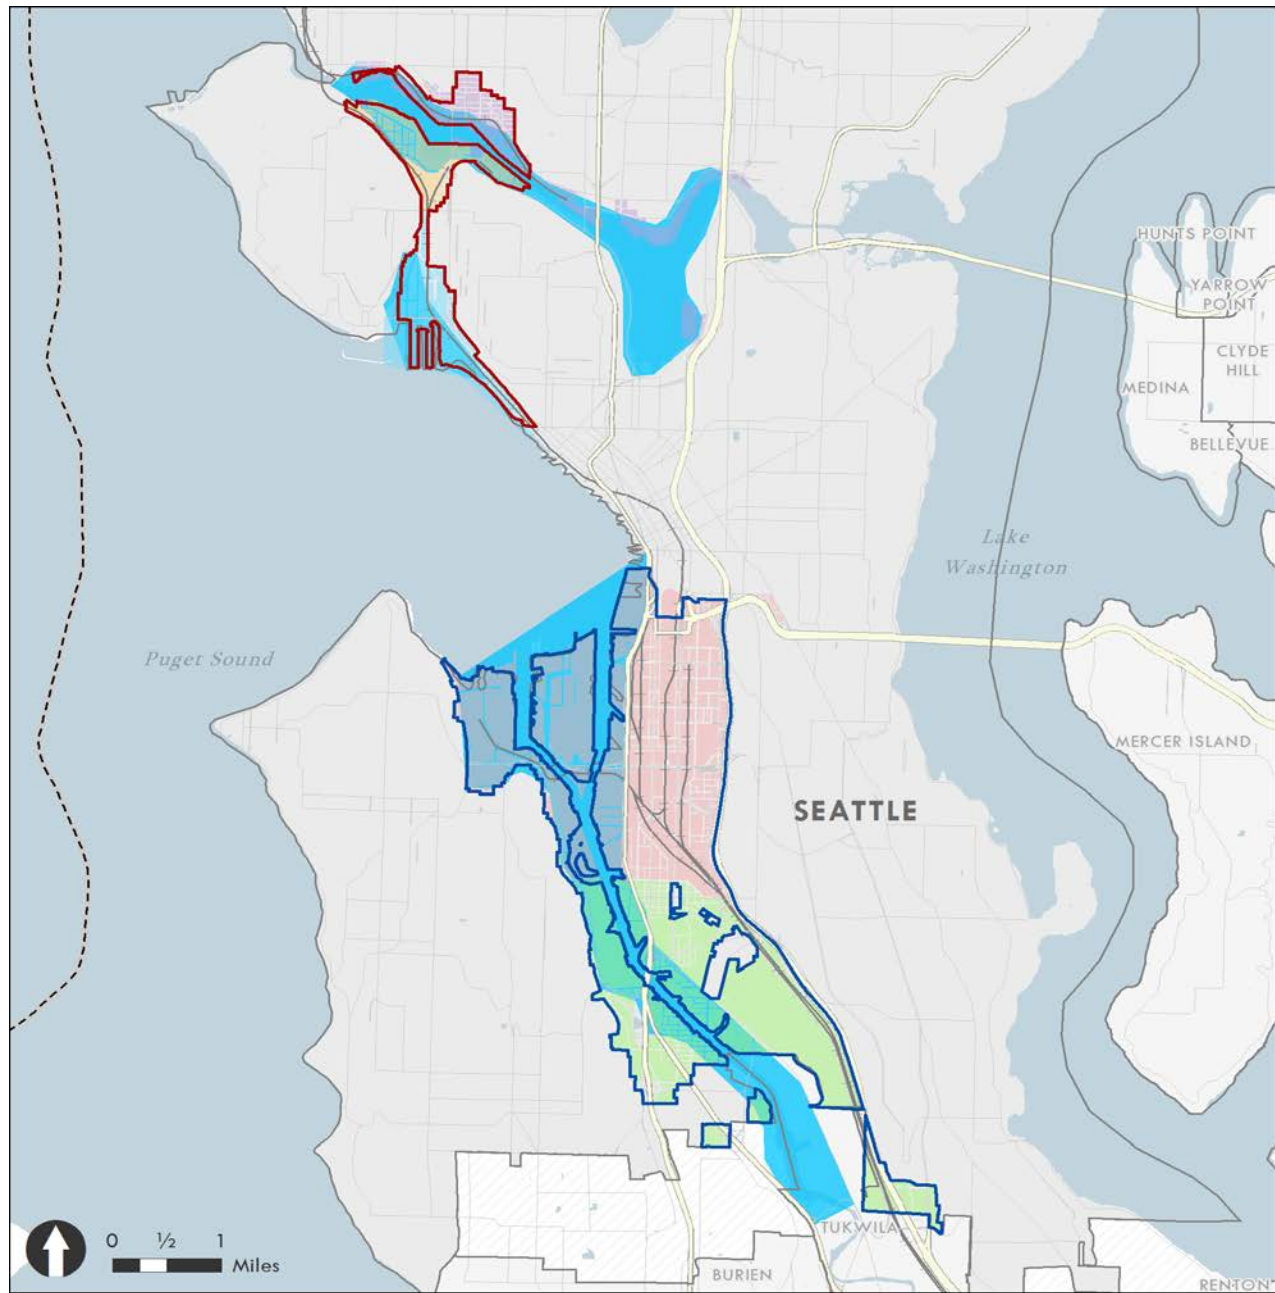 HUNTS POINT
YARROW
POINT
CLYDE
HILL
MEDINA
BELLEVUE
Lake
Washington
Puget Sound
MERCER ISLAND
SEATTLE
TUKWILA
0 ½ 1
Miles
BURIEN
RENTON